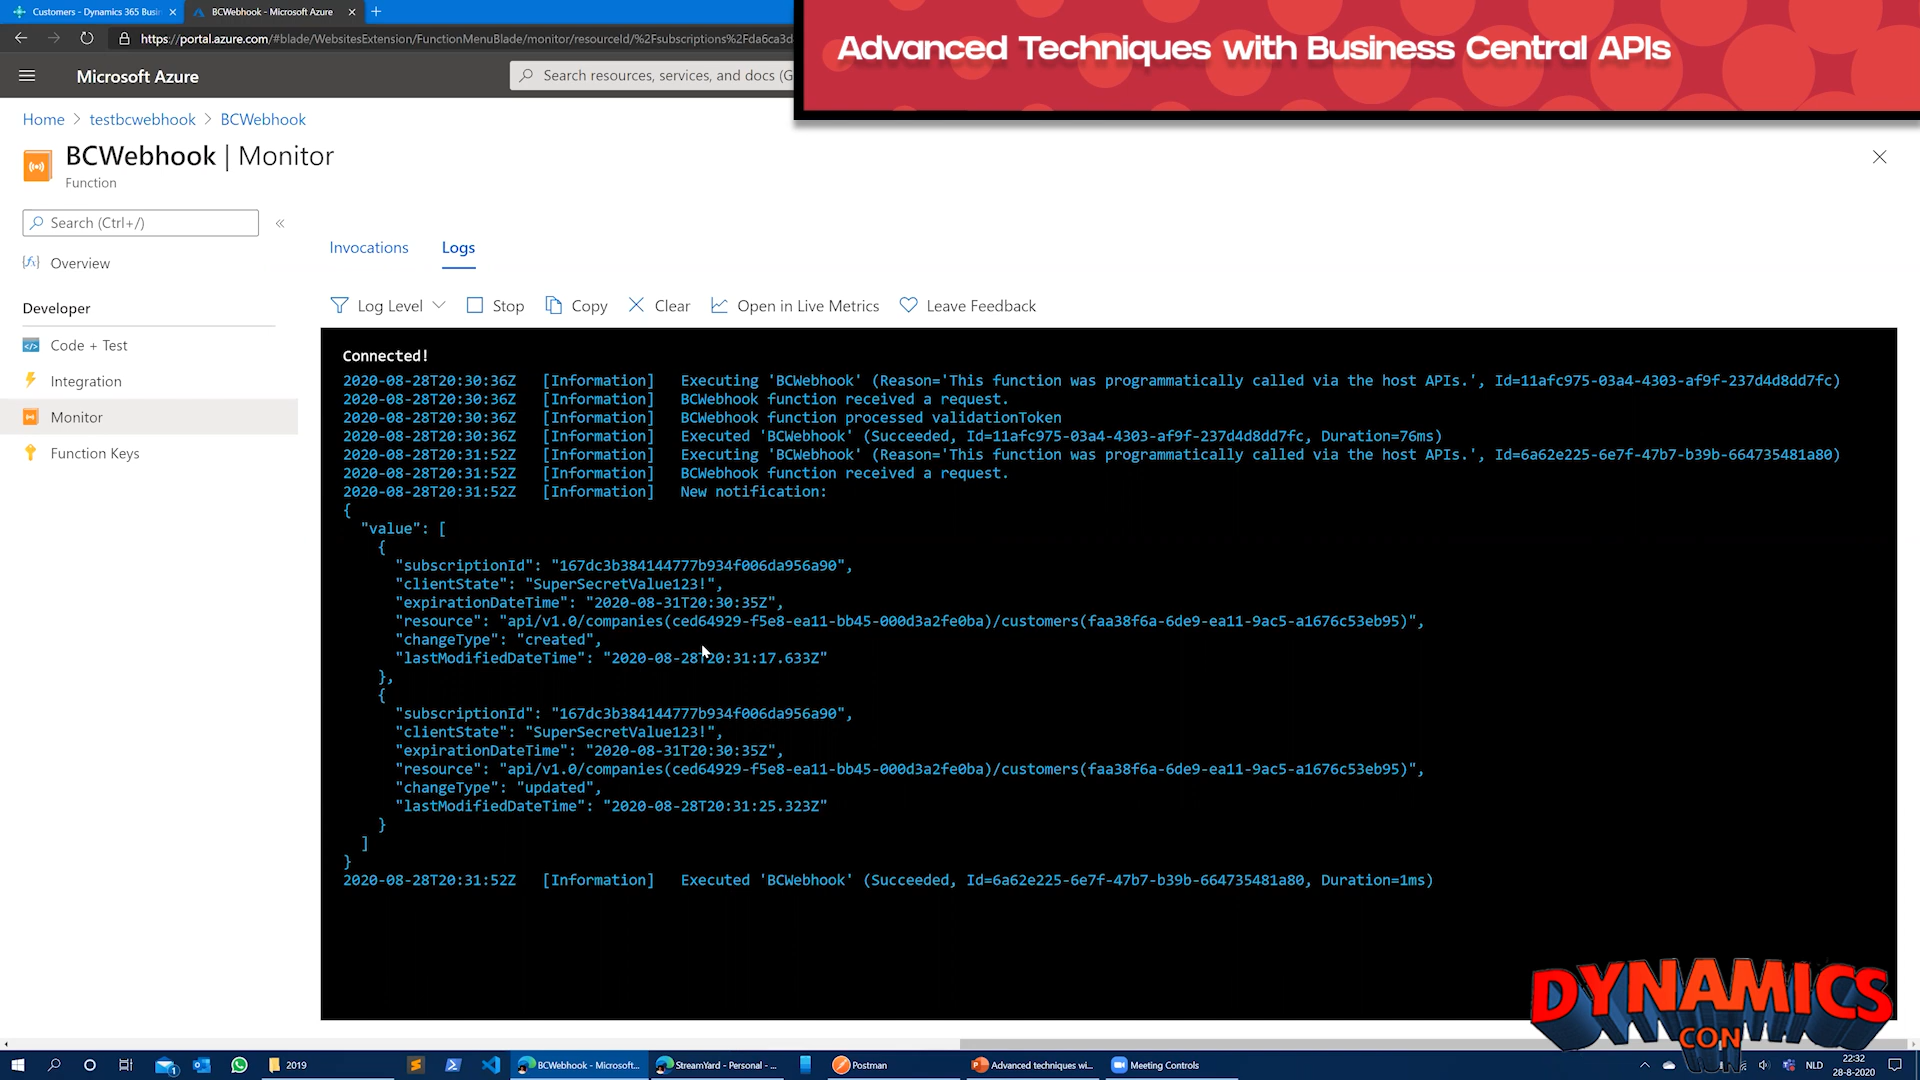 Customers - Dynamics 365 Busi
BCWebhook - Microsoft Azure
https://portal.azure.com/#blade/WebsitesExtension/FunctionMenuBlade/monitor/resourceId/%2Fsubscriptions%2Fda6ca3d
Advanced Techniques with Business Central APIs
Microsoft Azure
Search resources, services, and docs (G
Home > testbcwebhook > BCWebhook
BCWebhook | Monitor
Function
Search (Ctrl+/)
Overview
Developer
Code + Test
Integration
Monitor
Function Keys
Invocations Logs
Log Level Stop Copy Clear Open in Live Metrics Leave Feedback
Connected!
2020-08-28T20:30:36Z [Information] Executing 'BCWebhook' (Reason='This function was programmatically called via the host APIs.', Id=11afc975-03a4-4303-af9f-237d4d8dd7fc)
2020-08-28T20:30:36Z [Information] BCWebhook function received a request.
2020-08-28T20:30:36Z [Information] BCWebhook function processed validationToken
2020-08-28T20:30:36Z [Information] Executed 'BCWebhook' (Succeeded, Id=11afc975-03a4-4303-af9f-237d4d8dd7fc, Duration=76ms)
2020-08-28T20:31:52Z [Information] Executing 'BCWebhook' (Reason='This function was programmatically called via the host APIs.', Id=6a62e225-6e7f-47b7-b39b-664735481a80)
2020-08-28T20:31:52Z [Information] BCWebhook function received a request.
2020-08-28T20:31:52Z [Information] New notification:
{
"value": [
{
"subscriptionId": "167dc3b384144777b934f006da956a90",
"clientState": "SuperSecretValue123!",
"expirationDateTime": "2020-08-31T20:30:35Z",
"resource": "api/v1.0/companies(ced64929-f5e8-ea11-bb45-000d3a2fe0ba)/customers(faa38f6a-6de9-ea11-9ac5-a1676c53eb95)",
"changeType": "created",
"lastModifiedDateTime": "2020-08-28T20:31:17.633Z"
},
{
"subscriptionId": "167dc3b384144777b934f006da956a90",
"clientState": "SuperSecretValue123!",
"expirationDateTime": "2020-08-31T20:30:35Z",
"resource": "api/v1.0/companies(ced64929-f5e8-ea11-bb45-000d3a2fe0ba)/customers(faa38f6a-6de9-ea11-9ac5-a1676c53eb95)",
"changeType": "updated",
"lastModifiedDateTime": "2020-08-28T20:31:25.323Z"
}
]
}
2020-08-28T20:31:52Z [Information] Executed 'BCWebhook' (Succeeded, Id=6a62e225-6e7f-47b7-b39b-664735481a80, Duration=1ms)
DYNAMICS
CON
2019
BCWebhook - Microsoft...
StreamYard - Personal - ...
Postman
Advanced techniques wi...
Meeting Controls
NLD
22:32
28-8-2020